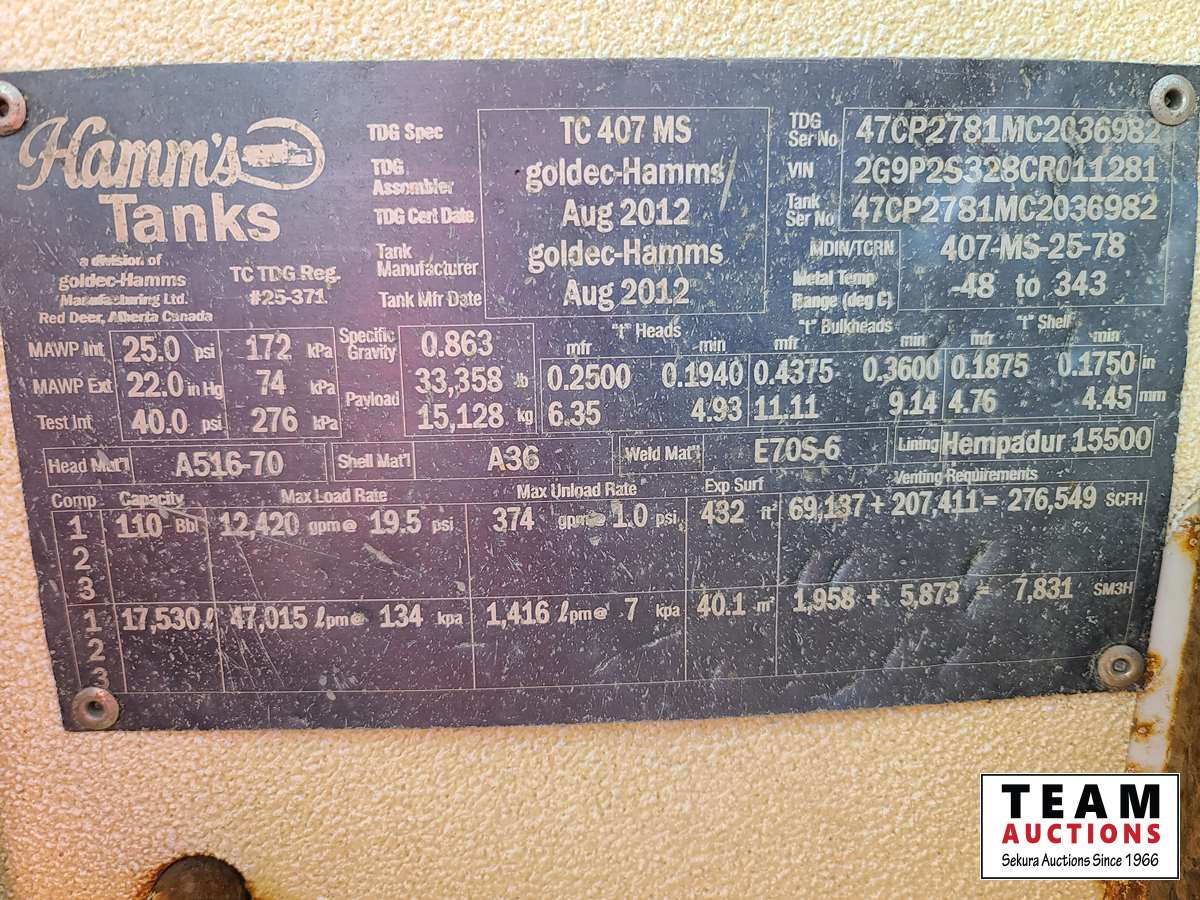 Hamm's
Tanks
a division of
goldec-Hamms
Manufacturing Ltd.
Red Deer, Alberta Canada
TC TDG Reg.
#25-371
TDG Spec TC 407 MS
TDG Assembler goldec-Hamms
TDG Cert Date Aug 2012
Tank Manufacturer goldec-Hamms
Tank Mfr Date Aug 2012
TDG Ser No 47CP2781MC2036982
VIN 2G9P2S328CR011281
Tank Ser No 47CP2781MC2036982
MDIN/TCRN 407-MS-25-78
Metal Temp Range (deg C) -48 to 343
MAWP Int 25.0 psi 172 kPa
MAWP Ext 22.0 in Hg 74 kPa
Test Int 40.0 psi 276 kPa
Specific Gravity 0.863
Payload 33,358 lb
15,128 kg
"t" Heads "t" Bulkheads "t" Shell
mfr min mfr min mfr min
0.2500 0.1940 0.4375 0.3600 0.1875 0.1750 in
6.35 4.93 11.11 9.14 4.76 4.45 mm
Head Mat'l A516-70 Shell Mat'l A36 Weld Mat'l E70S-6 Lining Hempadur 15500
Comp Capacity Max Load Rate Max Unload Rate Exp Surf Venting Requirements
1 110 Bbl 12,420 gpm@ 19.5 psi 374 gpm@ 1.0 psi 432 ft² 69,137 + 207,411 = 276,549 SCFH
2
3
1 17,530 ℓ 47,015 ℓpm@ 134 kpa 1,416 ℓpm@ 7 kpa 40.1 m² 1,958 + 5,873 = 7,831 SM3H
2
3
TEAM
AUCTIONS
Sekura Auctions Since 1966